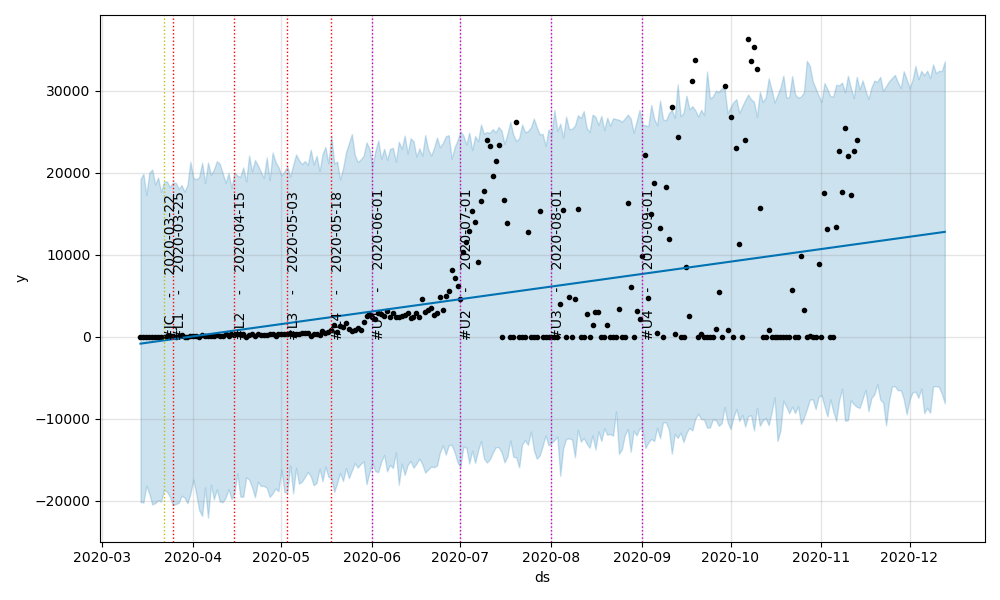 30000
20000
10000
0
−10000
−20000
y
#JC - 2020-03-22
#L1 - 2020-03-25
#L2 - 2020-04-15
#L3 - 2020-05-03
#L4 - 2020-05-18
#U1 - 2020-06-01
#U2 - 2020-07-01
#U3 - 2020-08-01
#U4 - 2020-09-01
2020-03 2020-04 2020-05 2020-06 2020-07 2020-08 2020-09 2020-10 2020-11 2020-12
ds